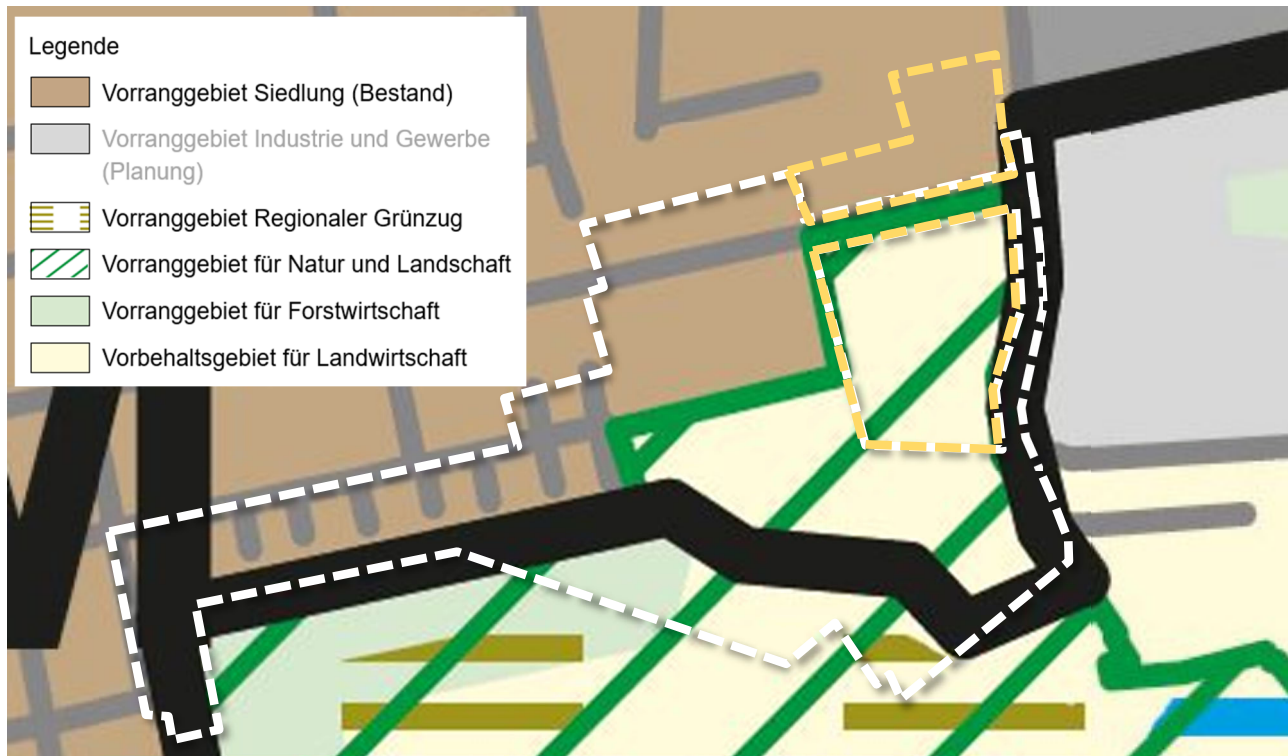 Legende
Vorranggebiet Siedlung (Bestand)
Vorranggebiet Industrie und Gewerbe
(Planung)
Vorranggebiet Regionaler Grünzug
Vorranggebiet für Natur und Landschaft
Vorranggebiet für Forstwirtschaft
Vorbehaltsgebiet für Landwirtschaft